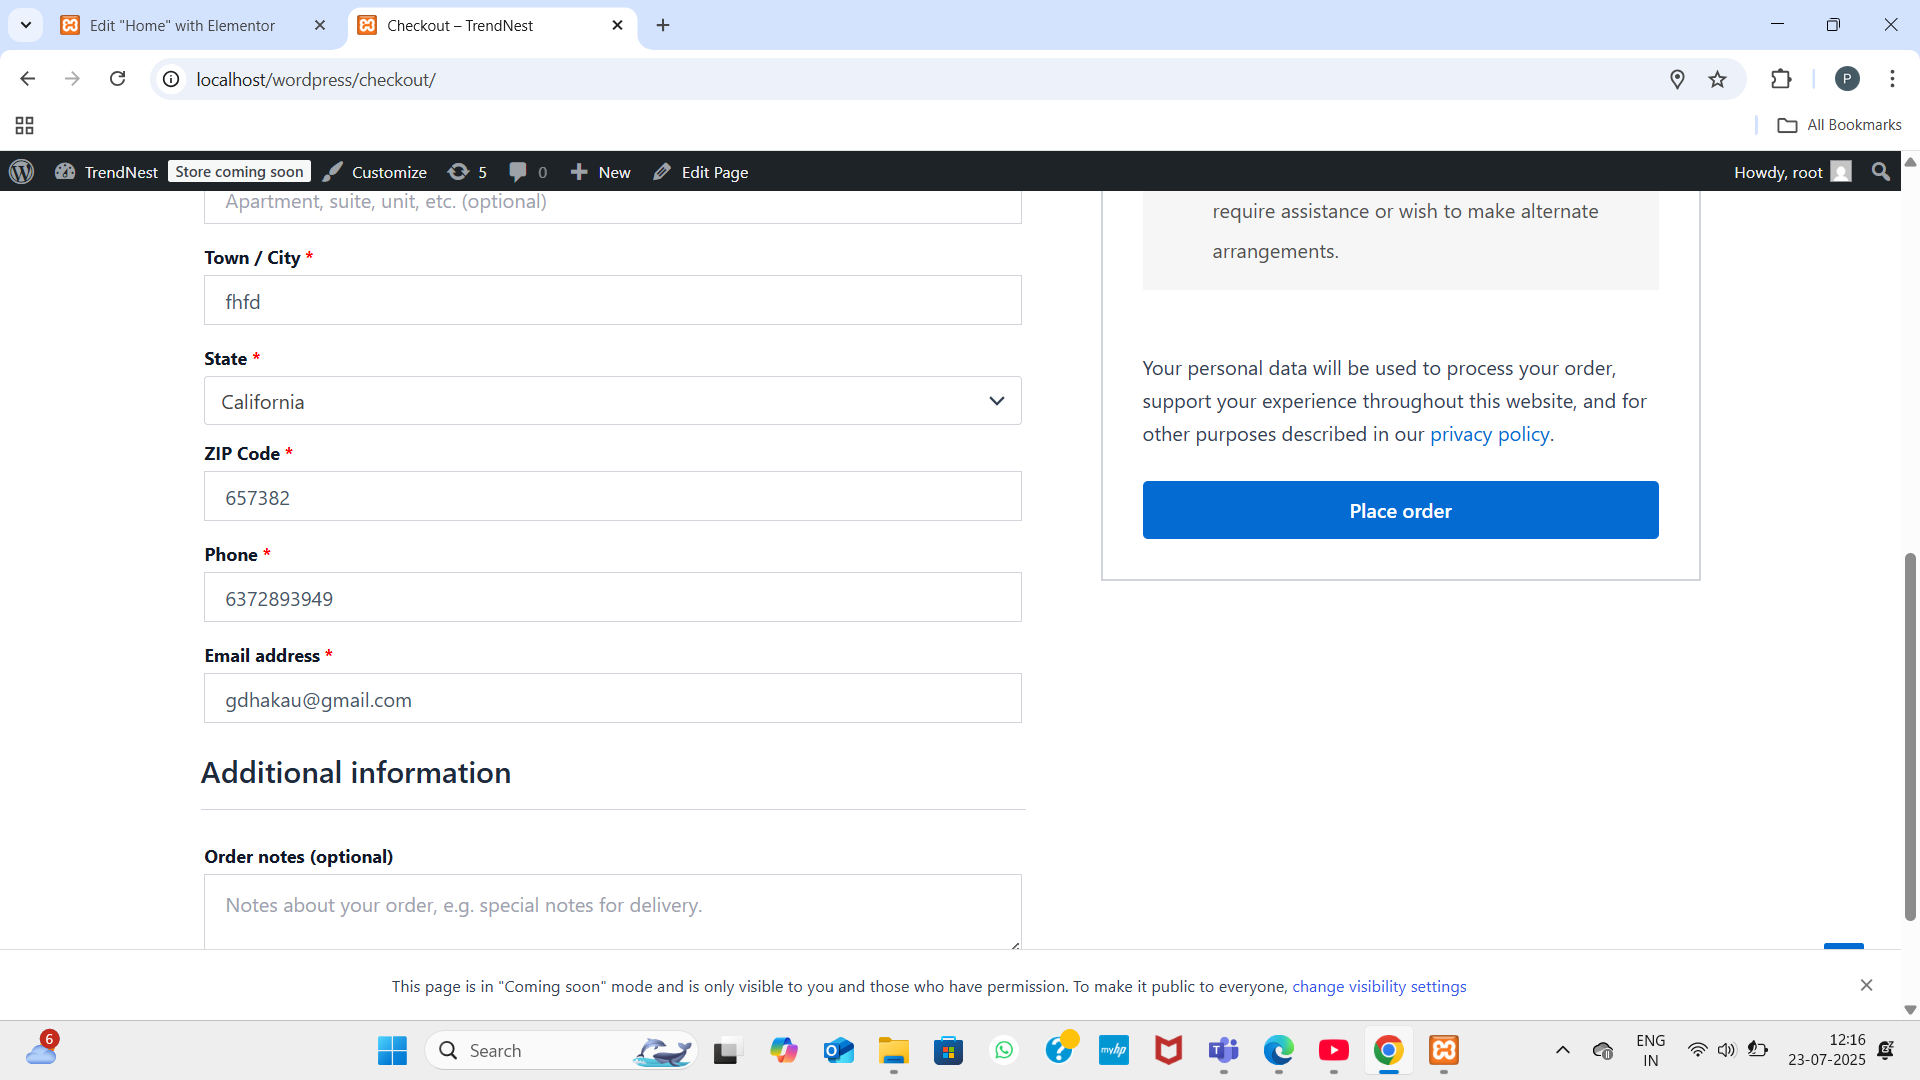 Edit "Home" with Elementor
Checkout – TrendNest
localhost/wordpress/checkout/
P
All Bookmarks
TrendNest
Store coming soon
Customize
5
0
New
Edit Page
Howdy, root
Apartment, suite, unit, etc. (optional)
Town / City *
fhfd
State *
California
ZIP Code *
657382
Phone *
6372893949
Email address *
gdhakau@gmail.com
Additional information
Order notes (optional)
Notes about your order, e.g. special notes for delivery.
require assistance or wish to make alternate
arrangements.
Your personal data will be used to process your order,
support your experience throughout this website, and for
other purposes described in our privacy policy.
Place order
This page is in "Coming soon" mode and is only visible to you and those who have permission. To make it public to everyone, change visibility settings
6
Search
myhp
ENG
IN
12:16
23-07-2025